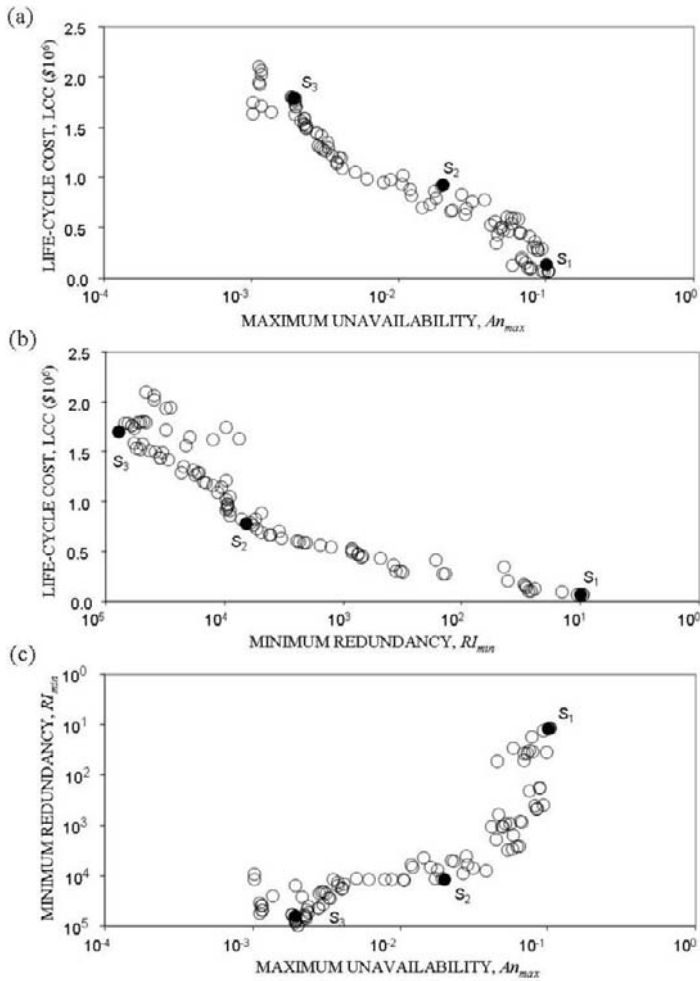 (a)
LIFE-CYCLE COST, LCC ($10⁶)
2.5
2.0
1.5
1.0
0.5
0.0
S₃
S₂
S₁
10⁻⁴
10⁻³
10⁻²
10⁻¹
10⁰
MAXIMUM UNAVAILABILITY, Anₘₐₓ
(b)
LIFE-CYCLE COST, LCC ($10⁶)
2.5
2.0
1.5
1.0
0.5
0.0
S₃
S₂
S₁
10⁵
10⁴
10³
10²
10¹
10⁰
MINIMUM REDUNDANCY, RIₘᵢₙ
(c)
MINIMUM REDUNDANCY, RIₘᵢₙ
10⁰
10¹
10²
10³
10⁴
10⁵
S₁
S₂
S₃
10⁻⁴
10⁻³
10⁻²
10⁻¹
10⁰
MAXIMUM UNAVAILABILITY, Anₘₐₓ